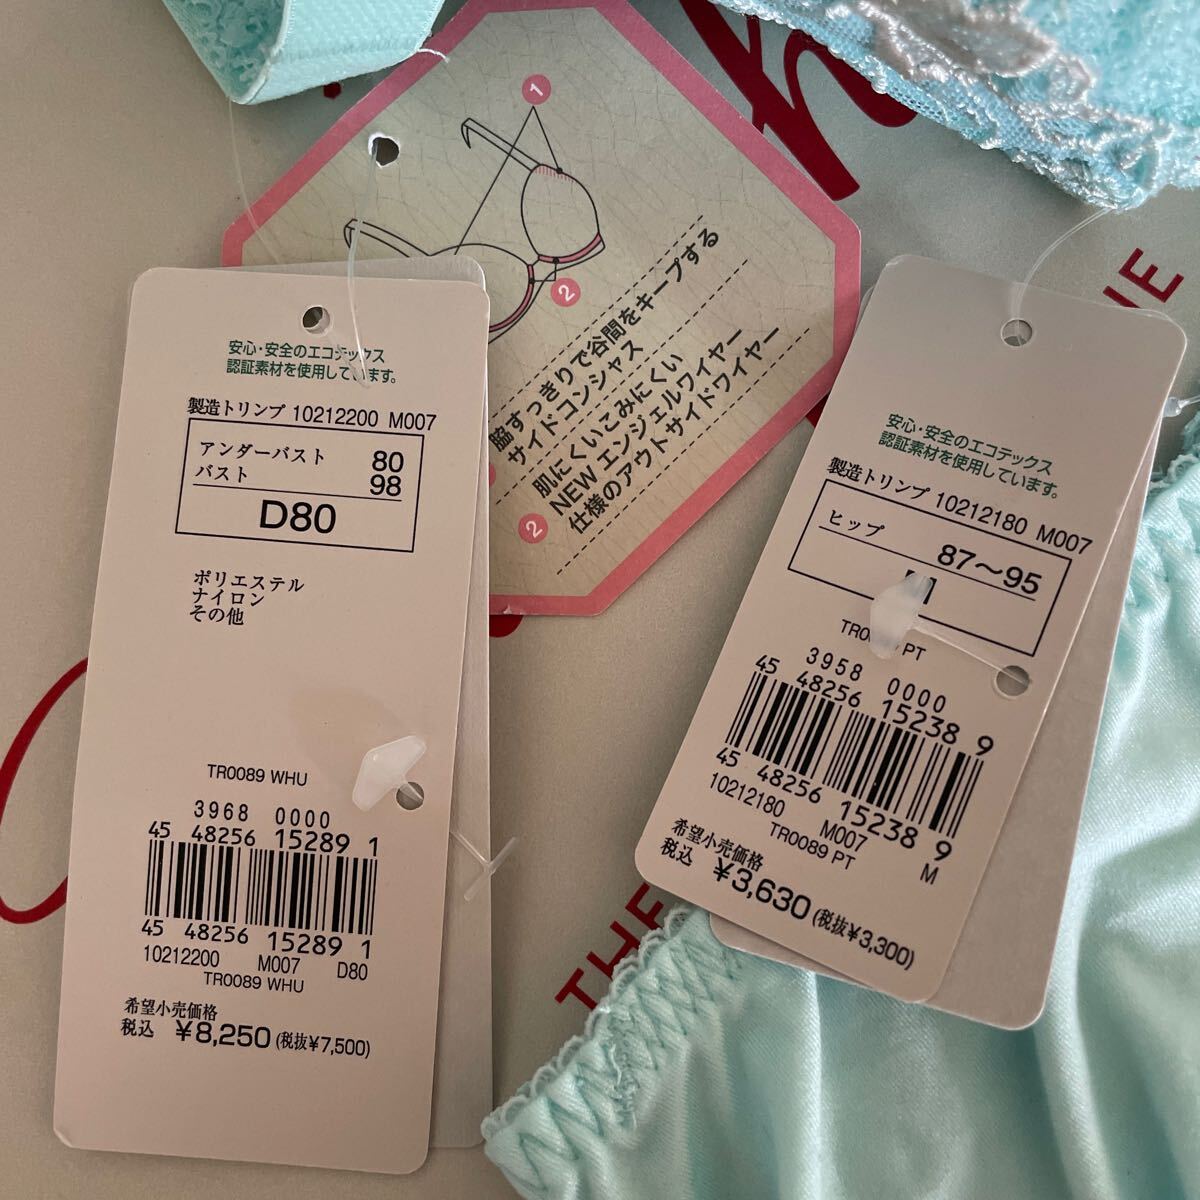 安心・安全のエコテックス
認証素材を使用しています。
製造トリンプ 10212200 M007
アンダーバスト 80
バスト 98
D80
ポリエステル
ナイロン
その他
TR0089 WHU
3968 0000
45 48256 15289 1
45 48256 15289 1
10212200 M007 D80
TR0089 WHU
希望小売価格
税込 ¥8,250(税抜¥7,500)
1
2
脇すっきりで谷間をキープする
サイドコンシャス
2
肌にくいこみにくい
NEW エンジェルワイヤー
仕様のアウトサイドワイヤー
安心・安全のエコテックス
認証素材を使用しています。
製造トリンプ 10212180 M007
ヒップ 87〜95
PT
3958 0000
45 48256 15238 9
45 48256 15238 9
10212180 M007 M
TR0089 PT
希望小売価格
税込 ¥3,630(税抜¥3,300)
h
NE
THE